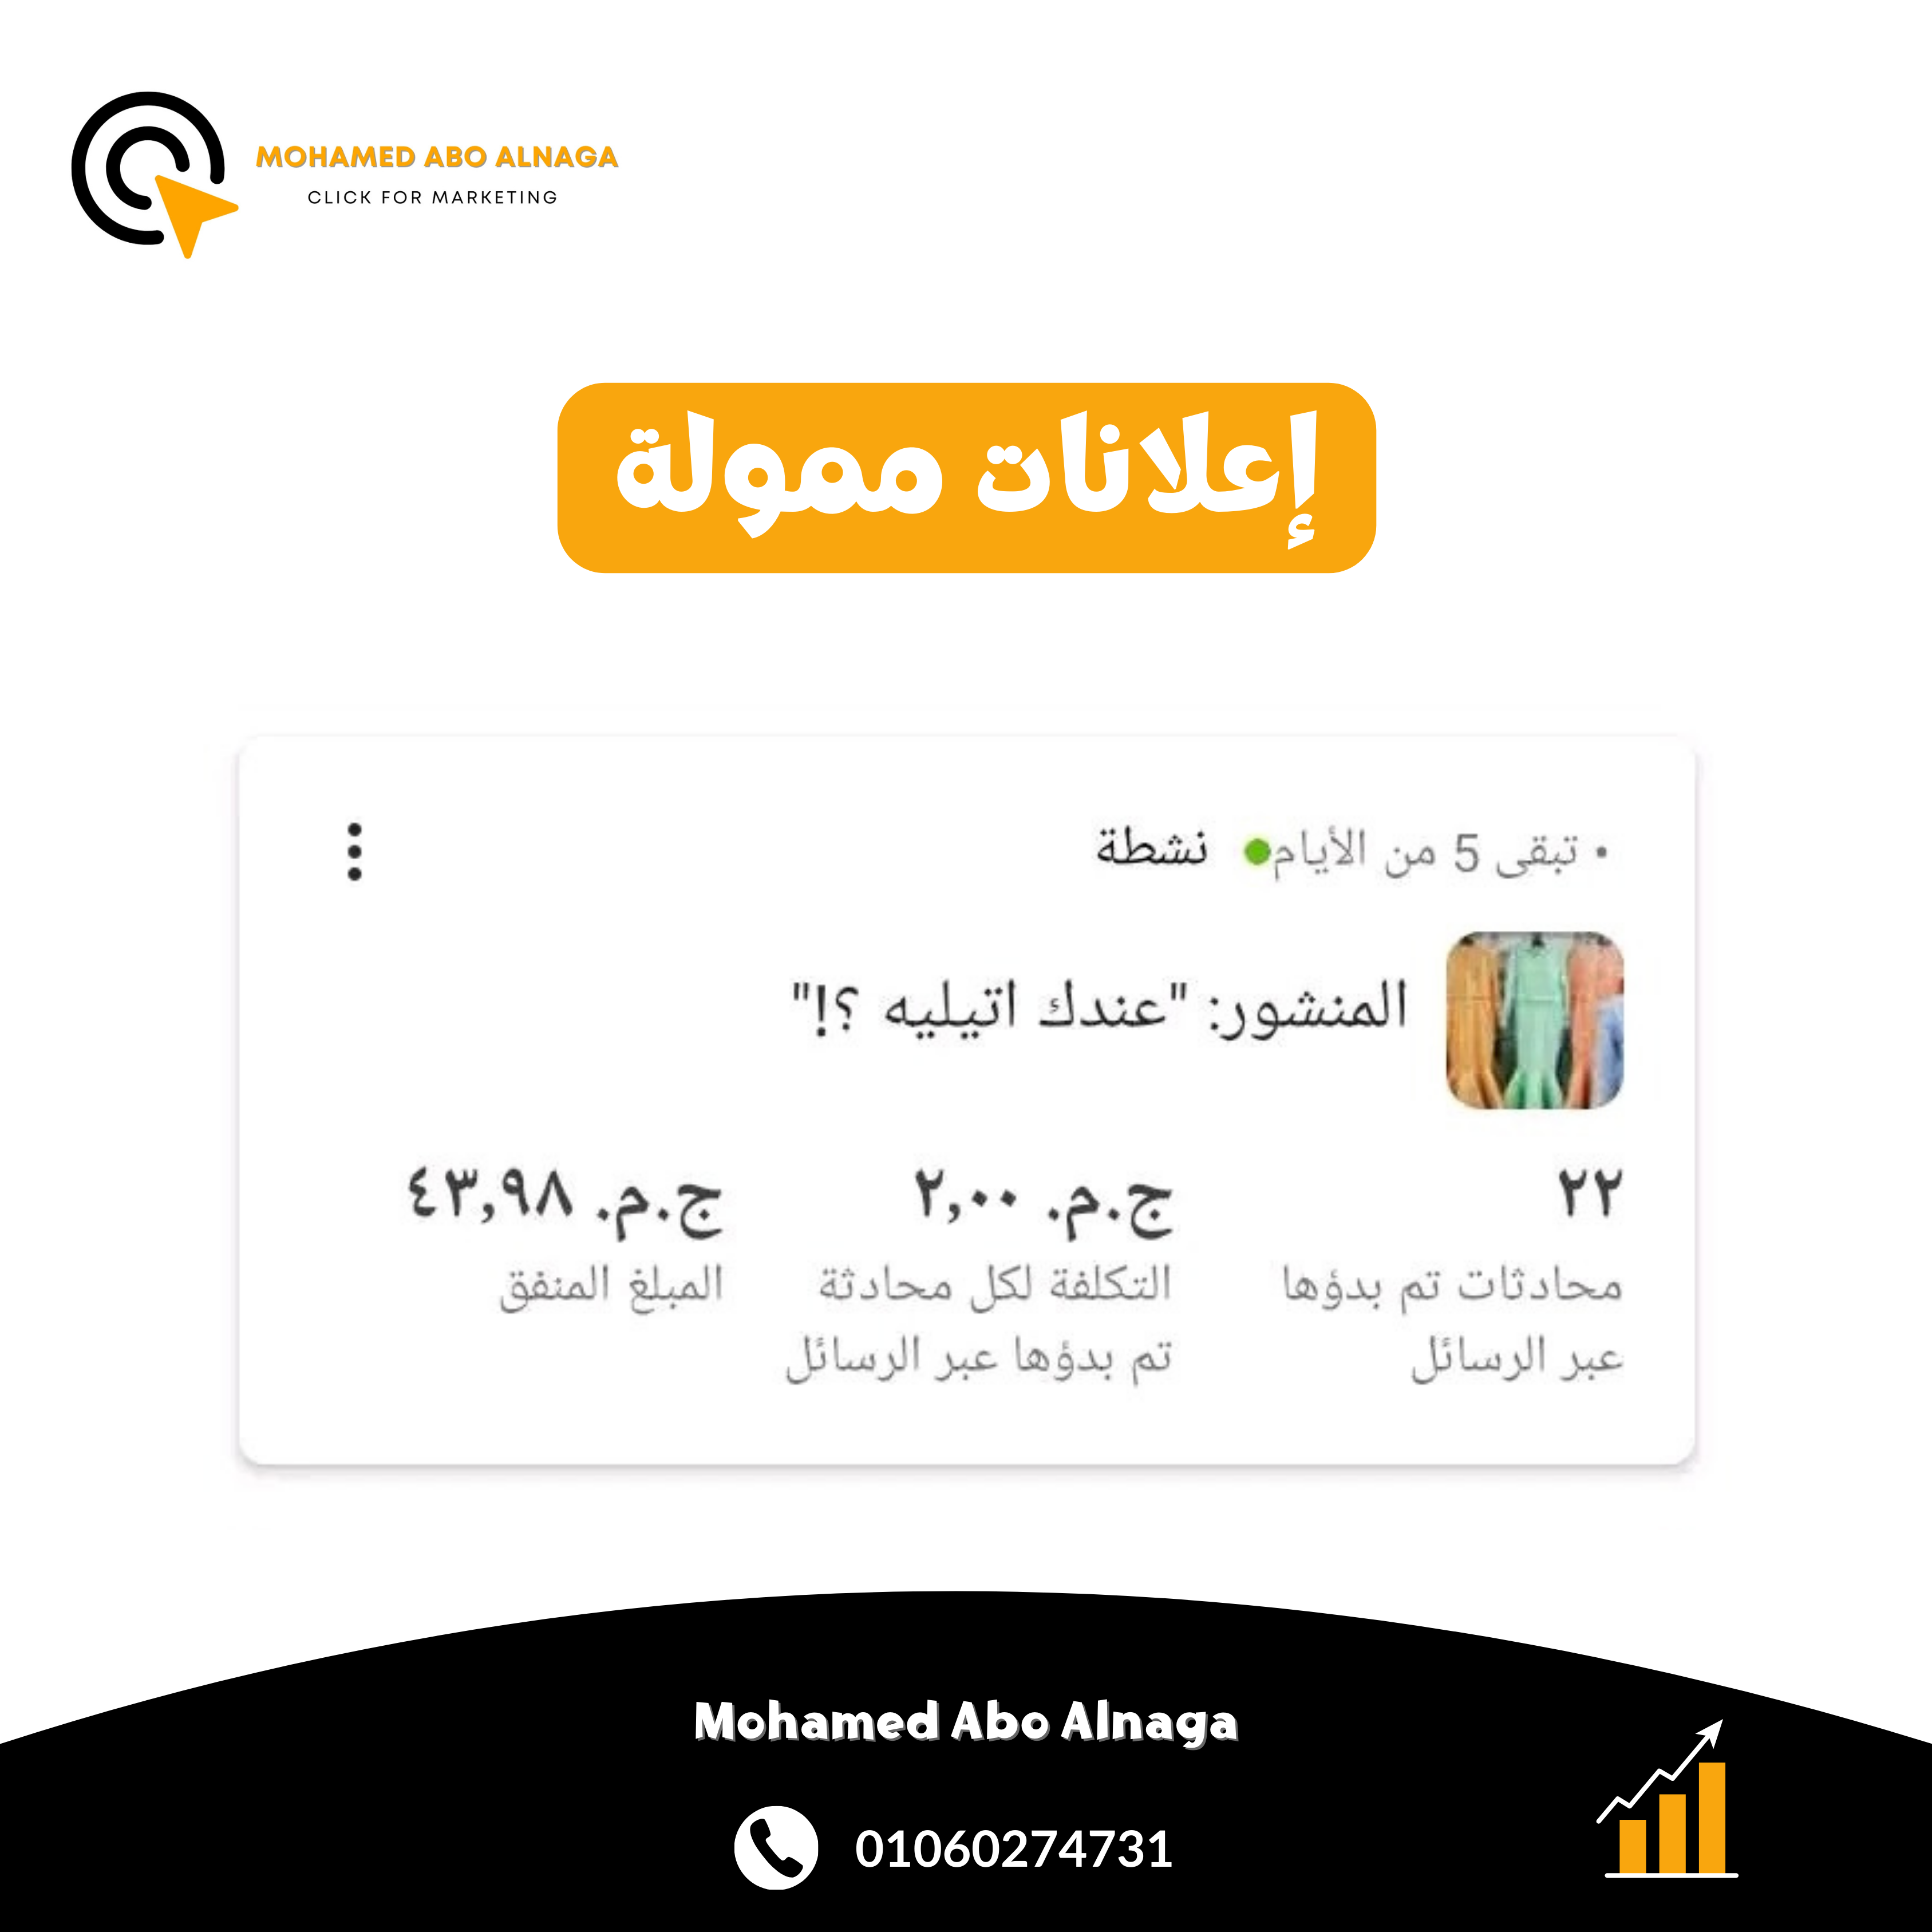 MOHAMED ABO ALNAGA
CLICK FOR MARKETING
إعلانات ممولة
• تبقى 5 من الأيام نشطة
المنشور: "عندك اتيليه ؟!"
٢٢
محادثات تم بدؤها
عبر الرسائل
ج.م. ٢,٠٠
التكلفة لكل محادثة
تم بدؤها عبر الرسائل
ج.م. ٤٣,٩٨
المبلغ المنفق
Mohamed Abo Alnaga
01060274731